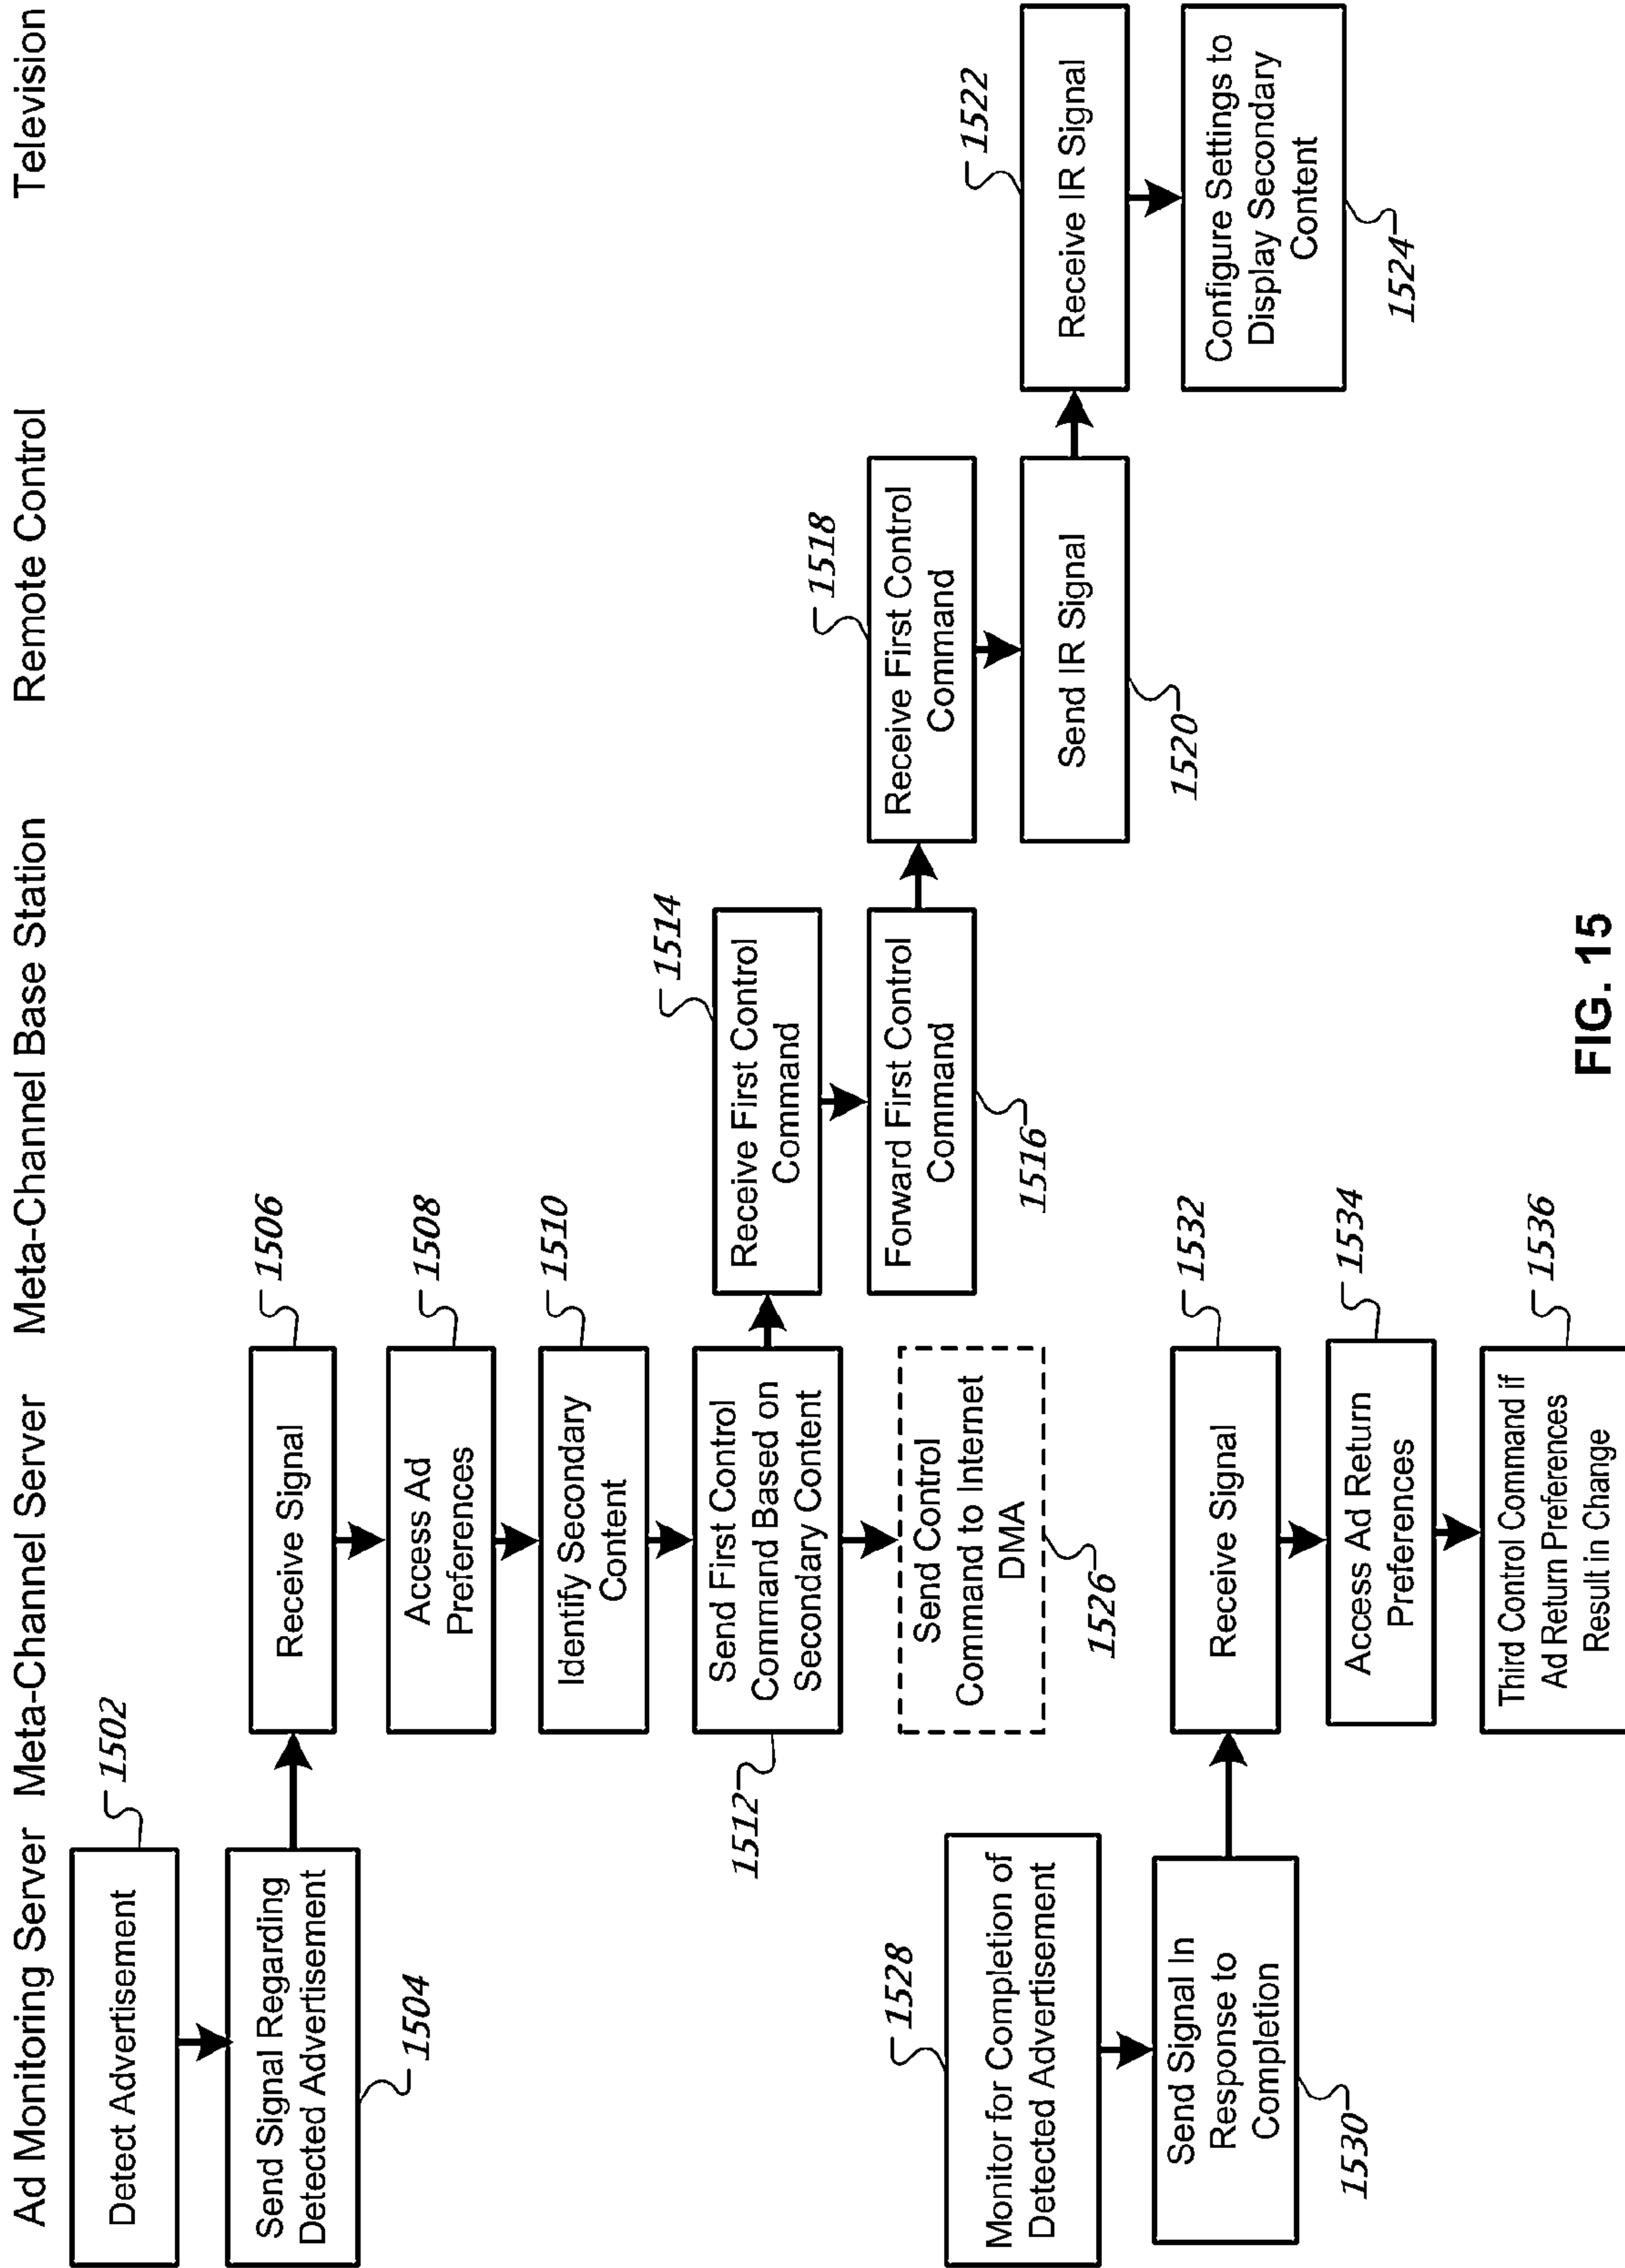 Ad Monitoring Server
Meta-Channel Server
Meta-Channel Base Station
Remote Control
Television
Detect Advertisement
1502
Send Signal Regarding
Detected Advertisement
1504
Receive Signal
1506
Access Ad
Preferences
1508
Identify Secondary
Content
1510
Send First Control
Command Based on
Secondary Content
1512
Receive First Control
Command
1514
Forward First Control
Command
1516
Receive First Control
Command
1518
Send IR Signal
1520
Receive IR Signal
1522
Configure Settings to
Display Secondary
Content
1524
Send Control
Command to Internet
DMA
1526
Monitor for Completion of
Detected Advertisement
1528
Send Signal In
Response to
Completion
1530
Receive Signal
1532
Access Ad Return
Preferences
1534
Third Control Command if
Ad Return Preferences
Result in Change
1536
FIG. 15